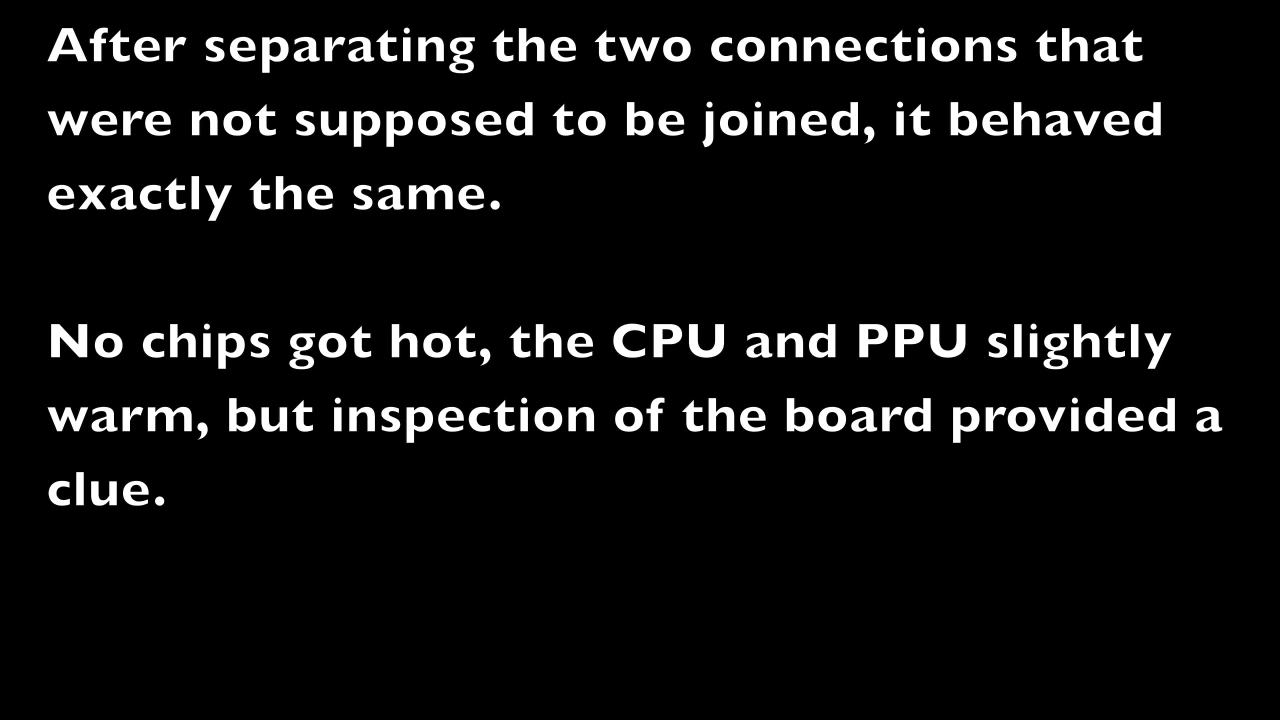 After separating the two connections that
were not supposed to be joined, it behaved
exactly the same.
No chips got hot, the CPU and PPU slightly
warm, but inspection of the board provided a
clue.